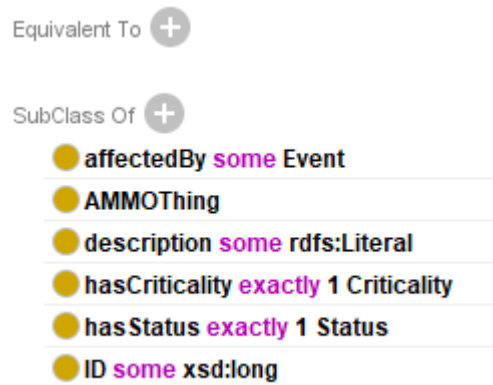 Equivalent To
SubClass Of
affectedBy some Event
AMMOThing
description some rdfs:Literal
hasCriticality exactly 1 Criticality
hasStatus exactly 1 Status
ID some xsd:long